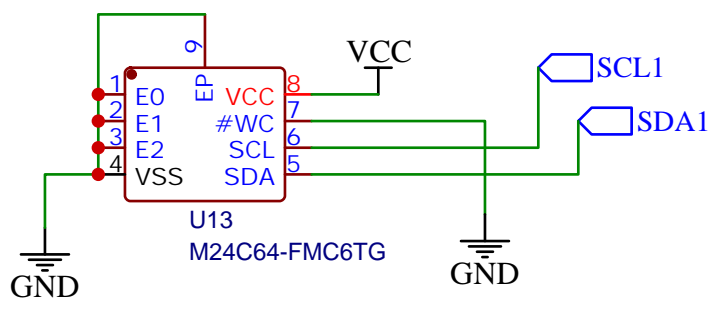 9
EP
VCC
SCL1
1
E0
VCC
8
SDA1
2
E1
#WC
7
3
E2
SCL
6
4
VSS
SDA
5
U13
M24C64-FMC6TG
GND
GND